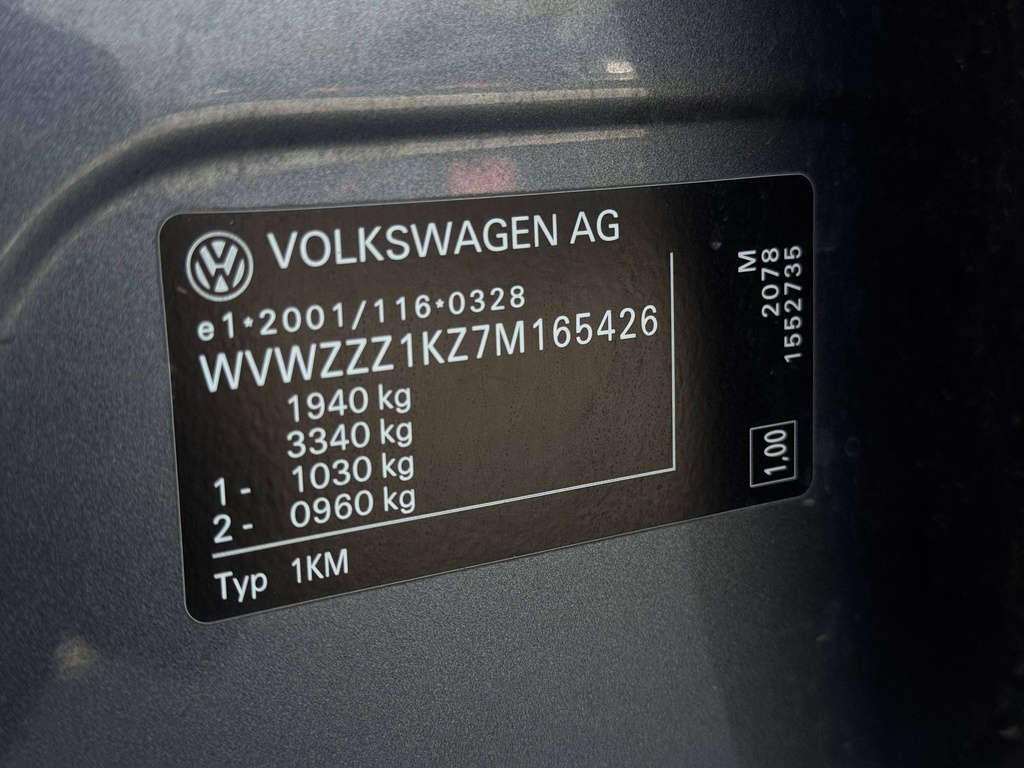 VOLKSWAGEN AG
e1*2001/116*0328
WVWZZZ1KZ7M165426
1940 kg
3340 kg
1 - 1030 kg
2 - 0960 kg
Typ 1KM
M
2078
1552735
1,00